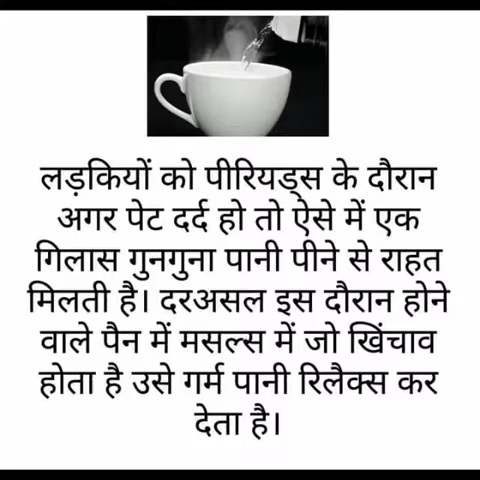 लड़कियों को पीरियड्स के दौरान
अगर पेट दर्द हो तो ऐसे में एक
गिलास गुनगुना पानी पीने से राहत
मिलती है। दरअसल इस दौरान होने
वाले पैन में मसल्स में जो खिंचाव
होता है उसे गर्म पानी रिलैक्स कर
देता है।